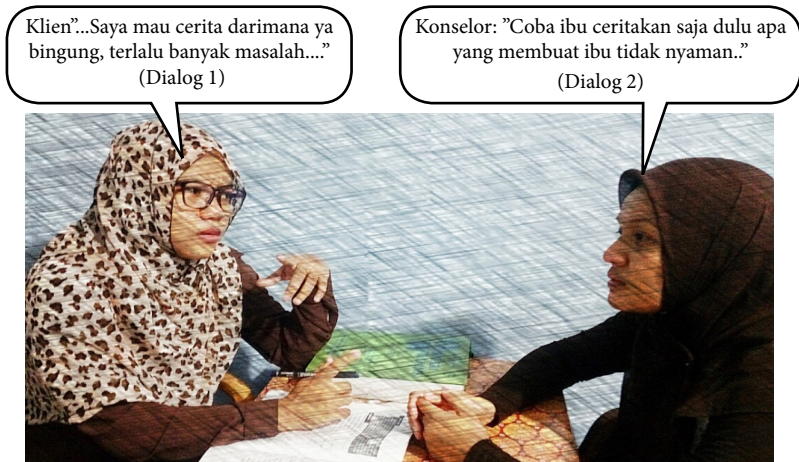 Klien"...Saya mau cerita darimana ya
bingung, terlalu banyak masalah...."
(Dialog 1)
Konselor: "Coba ibu ceritakan saja dulu apa
yang membuat ibu tidak nyaman.."
(Dialog 2)